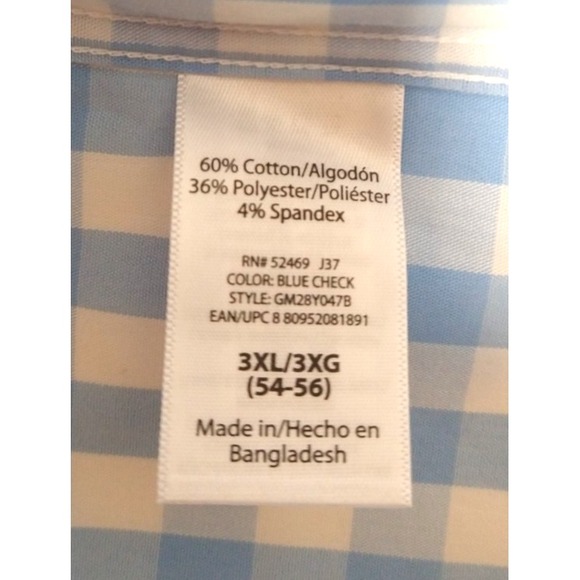 60% Cotton/Algodón
36% Polyester/Poliéster
4% Spandex
RN# 52469 J37
COLOR: BLUE CHECK
STYLE: GM28Y047B
EAN/UPC 8 80952081891
3XL/3XG
(54-56)
Made in/Hecho en
Bangladesh